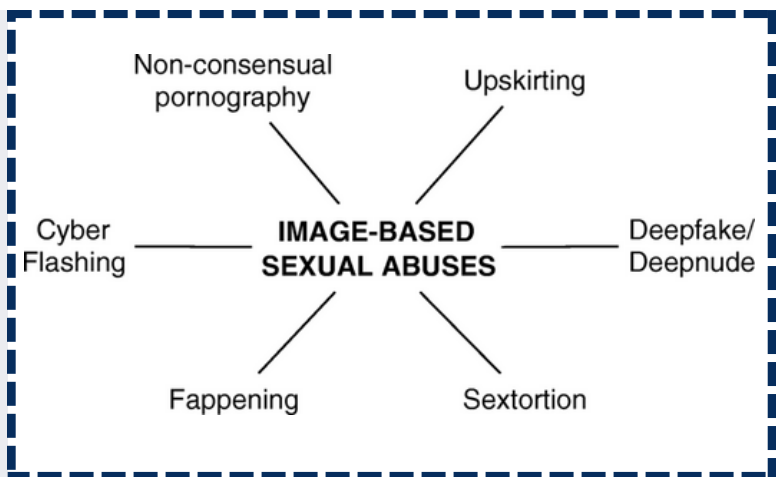 Non-consensual
pornography
Upskirting
Cyber
Flashing
IMAGE-BASED
SEXUAL ABUSES
Deepfake/
Deepnude
Fappening
Sextortion